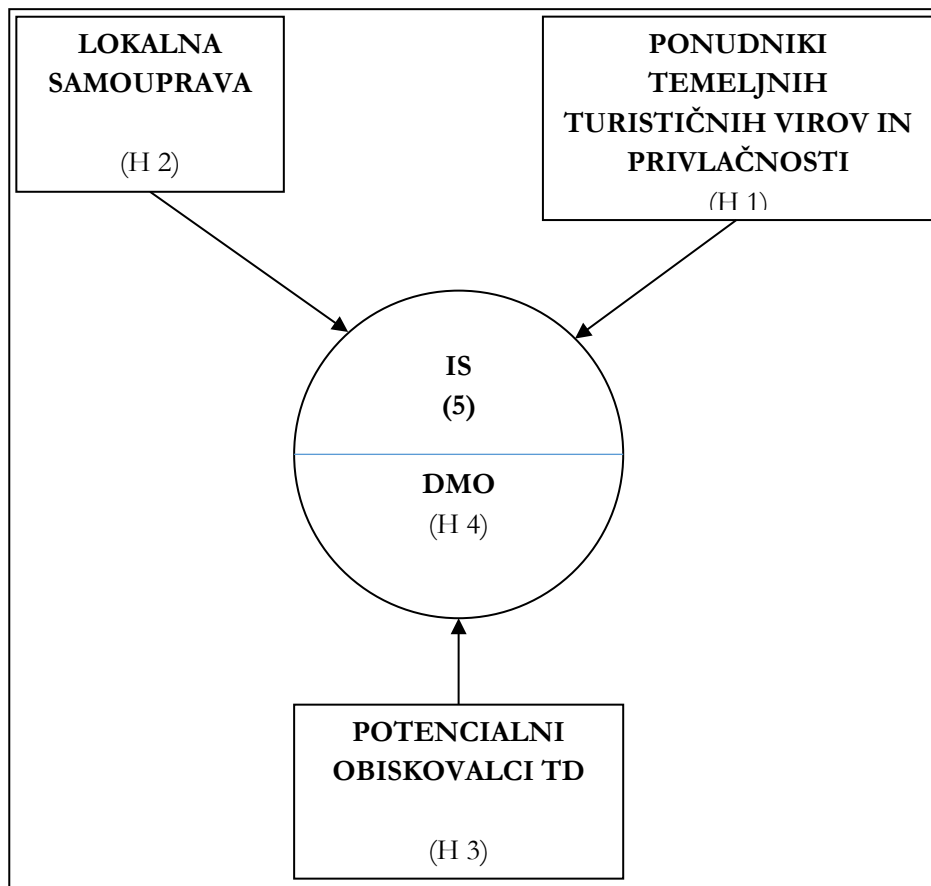 LOKALNA
SAMOUPRAVA
(H 2)
PONUDNIKI
TEMELJNIH
TURISTIČNIH VIROV IN
PRIVLAČNOSTI
(H 1)
IS
(5)
DMO
(H 4)
POTENCIALNI
OBISKOVALCI TD
(H 3)